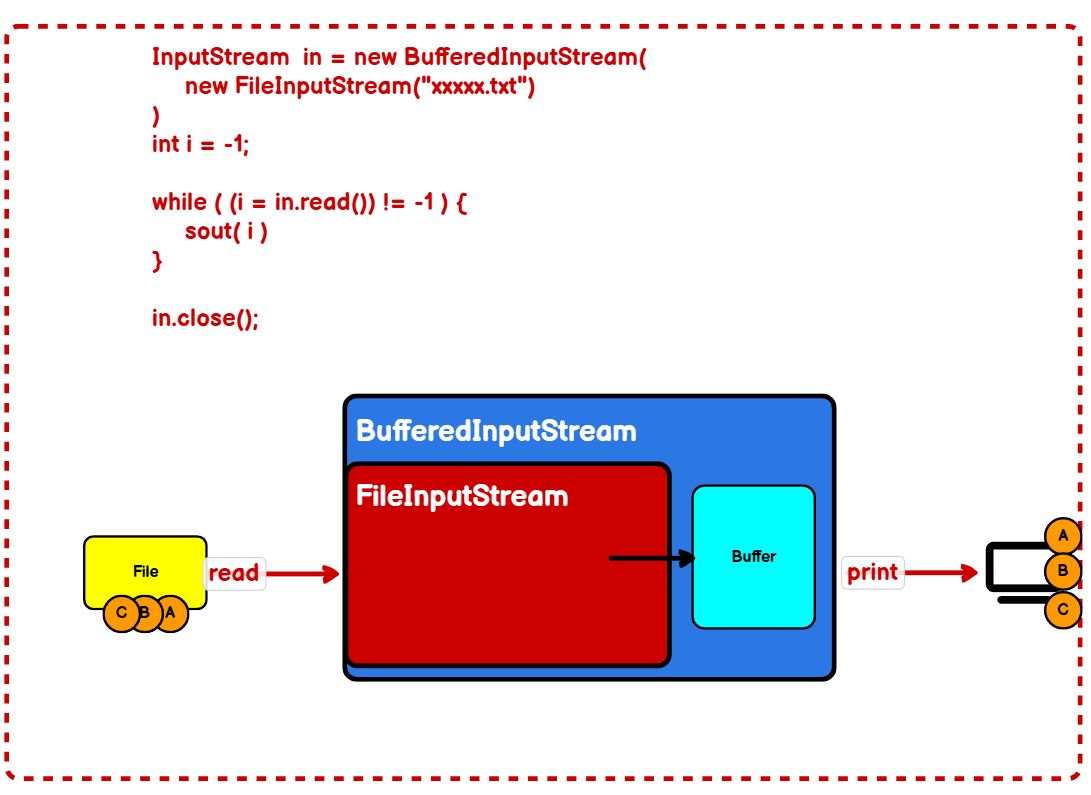 InputStream in = new BufferedInputStream(
new FileInputStream("xxxxx.txt")
)
int i = -1;
while ( (i = in.read()) != -1 ) {
sout( i )
}
in.close();
BufferedInputStream
FileInputStream
File
C B A
read
Buffer
print
A
B
C